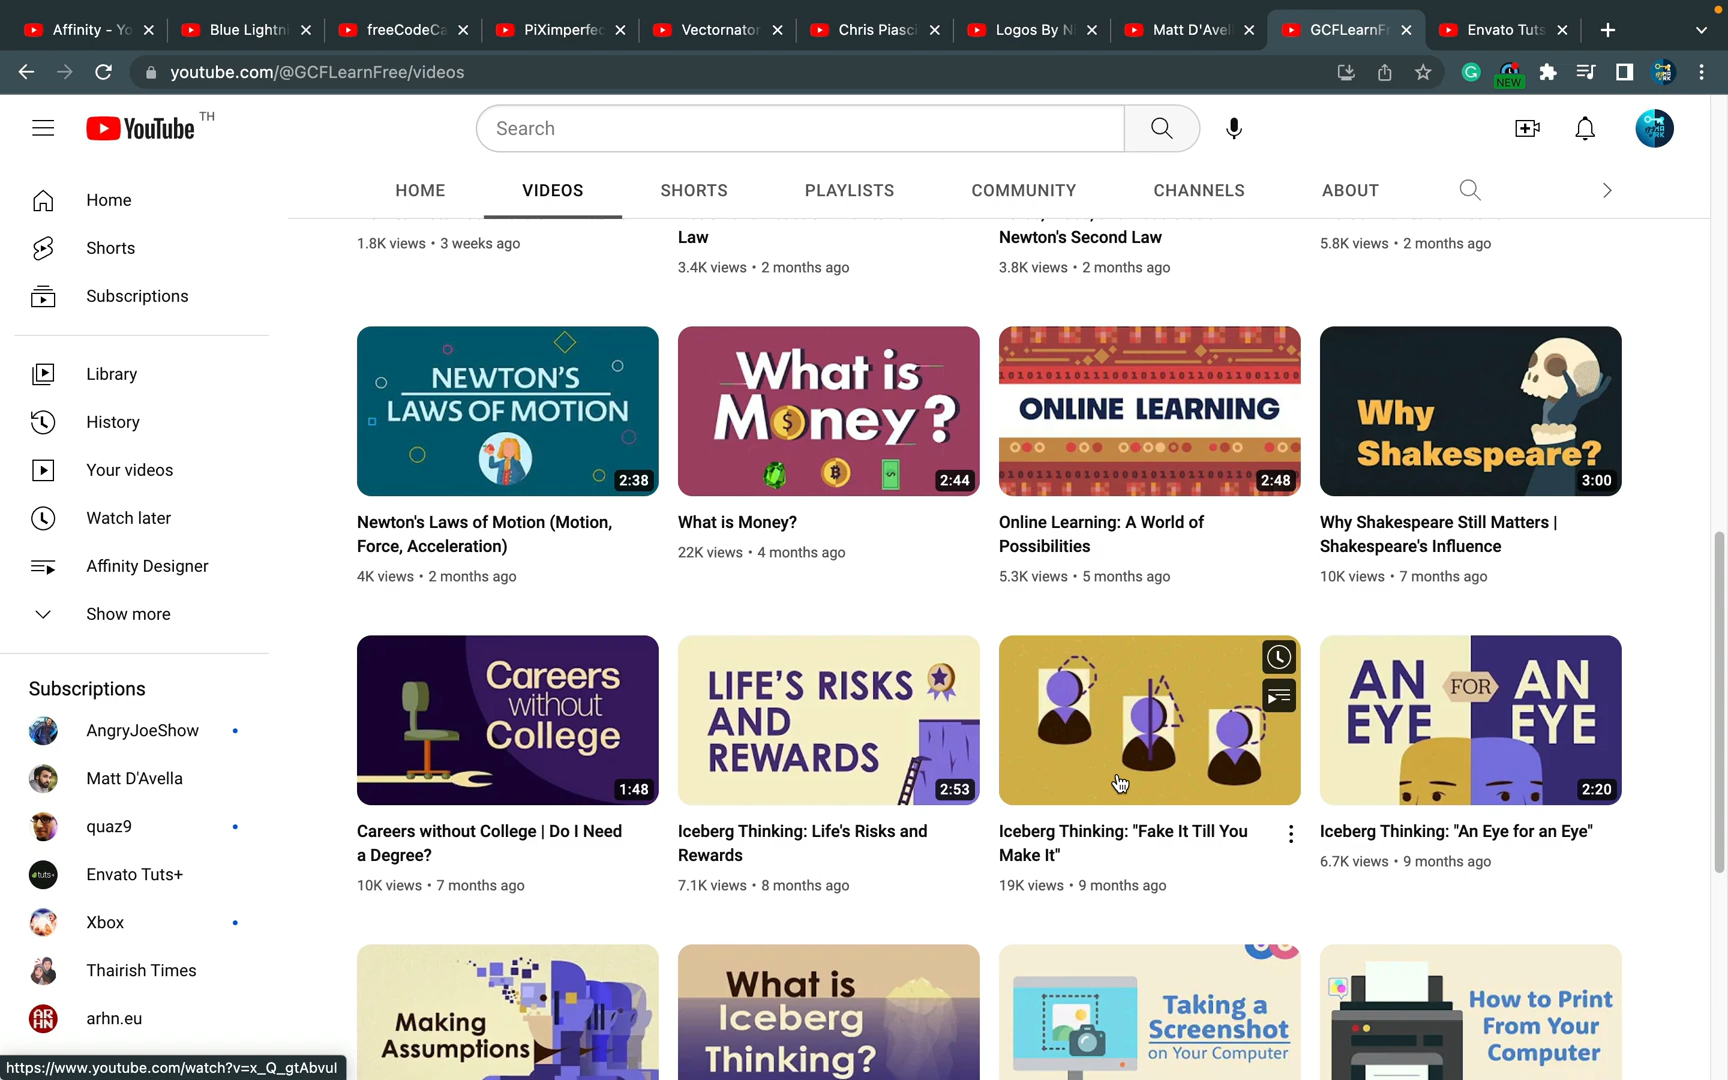 Affinity - Yo
Blue Lightni
freeCodeCa
PiXimperfec
Vectornator
Chris Piasci
Logos By Ni
Matt D'Avel
GCFLearnFr
Envato Tuts
youtube.com/@GCFLearnFree/videos
NEW
YouTube TH
Search
HOME
VIDEOS
SHORTS
PLAYLISTS
COMMUNITY
CHANNELS
ABOUT
Home
Shorts
Subscriptions
Library
History
Your videos
Watch later
Affinity Designer
Show more
Subscriptions
AngryJoeShow
Matt D'Avella
quaz9
Envato Tuts+
Xbox
Thairish Times
arhn.eu
1.8K views • 3 weeks ago
Law
3.4K views • 2 months ago
Newton's Second Law
3.8K views • 2 months ago
5.8K views • 2 months ago
NEWTON'S
LAWS OF MOTION
2:38
Newton's Laws of Motion (Motion,
Force, Acceleration)
4K views • 2 months ago
What is
Money?
2:44
What is Money?
22K views • 4 months ago
ONLINE LEARNING
2:48
Online Learning: A World of
Possibilities
5.3K views • 5 months ago
Why
Shakespeare?
3:00
Why Shakespeare Still Matters |
Shakespeare's Influence
10K views • 7 months ago
Careers
without
College
1:48
Careers without College | Do I Need
a Degree?
10K views • 7 months ago
LIFE'S RISKS
AND
REWARDS
2:53
Iceberg Thinking: Life's Risks and
Rewards
7.1K views • 8 months ago
Iceberg Thinking: "Fake It Till You
Make It"
19K views • 9 months ago
AN FOR AN
EYE EYE
2:20
Iceberg Thinking: "An Eye for an Eye"
6.7K views • 9 months ago
Making
Assumptions
What is
Iceberg
Thinking?
Taking a
Screenshot
on Your Computer
How to Print
From Your
Computer
https://www.youtube.com/watch?v=x_Q_gtAbvuI